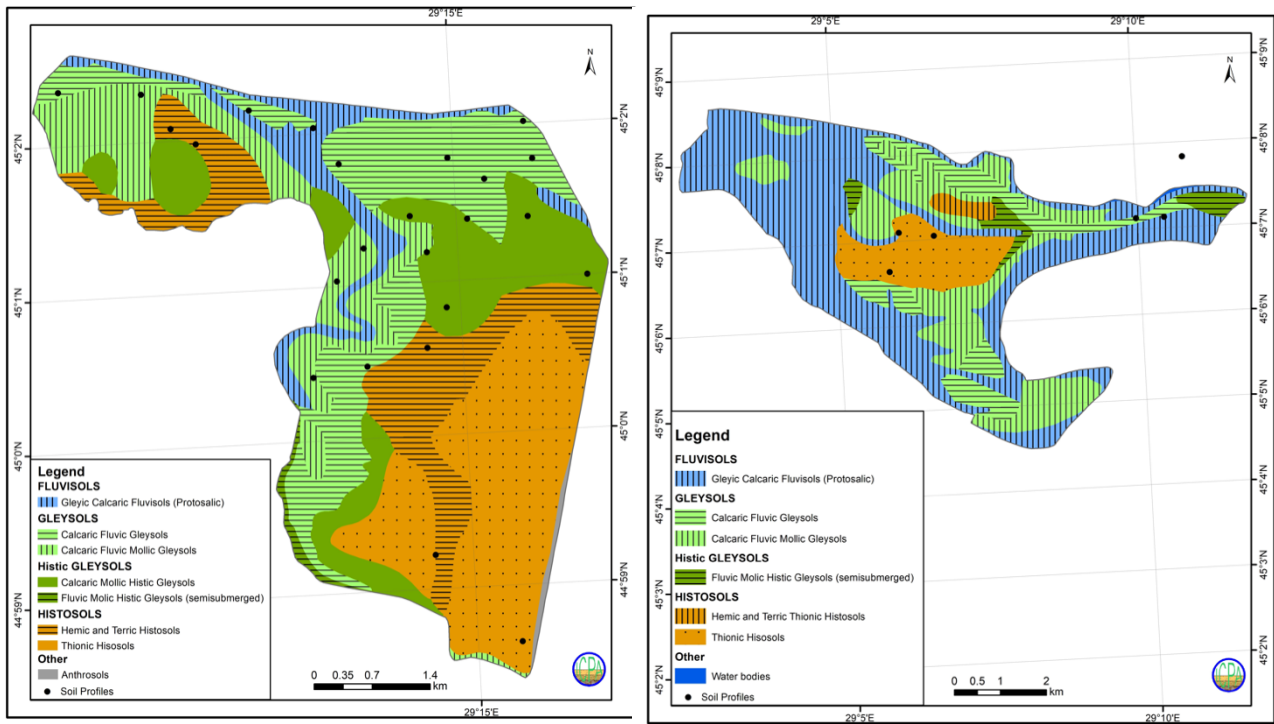 29°15'E
N
45°2'N
45°1'N
45°0'N
44°59'N
45°2'N
45°1'N
45°0'N
44°59'N
Legend
FLUVISOLS
Gleyic Calcaric Fluvisols (Protosalic)
GLEYSOLS
Calcaric Fluvic Gleysols
Calcaric Fluvic Mollic Gleysols
Histic GLEYSOLS
Calcaric Mollic Histic Gleysols
Fluvic Molic Histic Gleysols (semisubmerged)
HISTOSOLS
Hemic and Terric Histosols
Thionic Hisosols
Other
Anthrosols
Soil Profiles
0 0.35 0.7 1.4
km
29°15'E
29°5'E 29°10'E
N
45°9'N
45°8'N
45°7'N
45°6'N
45°5'N
45°4'N
45°3'N
45°2'N
45°9'N
45°8'N
45°7'N
45°6'N
45°5'N
45°4'N
45°3'N
45°2'N
Legend
FLUVISOLS
Gleyic Calcaric Fluvisols (Protosalic)
GLEYSOLS
Calcaric Fluvic Gleysols
Calcaric Fluvic Mollic Gleysols
Histic GLEYSOLS
Fluvic Molic Histic Gleysols (semisubmerged)
HISTOSOLS
Hemic and Terric Thionic Histosols
Thionic Hisosols
Other
Water bodies
Soil Profiles
0 0.5 1 2
km
29°5'E 29°10'E